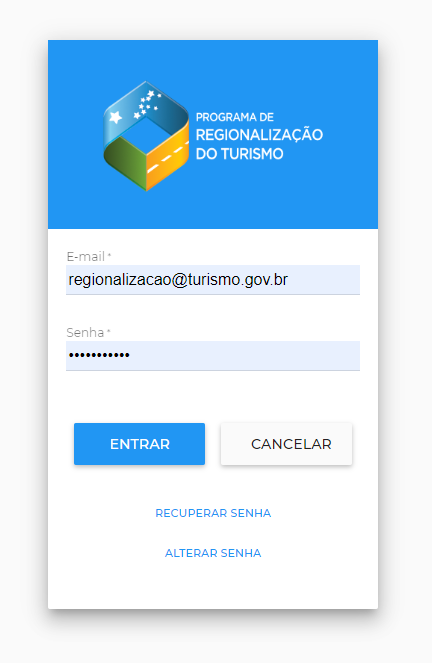 PROGRAMA DE
REGIONALIZAÇÃO
DO TURISMO
E-mail *
regionalizacao@turismo.gov.br
Senha *
•••••••••••
ENTRAR
CANCELAR
RECUPERAR SENHA
ALTERAR SENHA